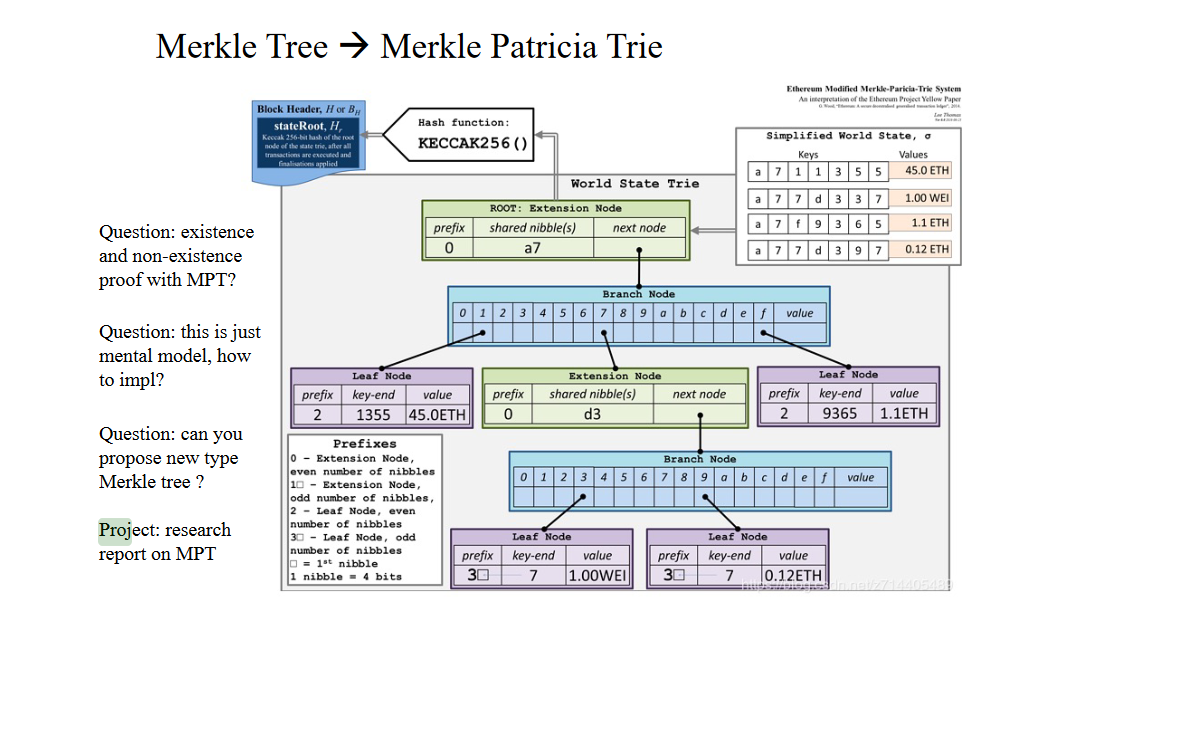 Merkle Tree → Merkle Patricia Trie
Ethereum Modified Merkle-Paricia-Trie System
An interpretation of the Ethereum Project Yellow Paper
G. Wood, "Ethereum: A secure decentralised generalised transaction ledger", 2014.
Lee Thomas
Block Header, H or B_H
stateRoot, H_r
Keccak 256-bit hash of the root
node of the state trie, after all
transactions are executed and
finalisations applied
Hash function:
KECCAK256()
Simplified World State, σ
Keys Values
a 7 1 1 3 5 5 45.0 ETH
a 7 7 d 3 3 7 1.00 WEI
a 7 f 9 3 6 5 1.1 ETH
a 7 7 d 3 9 7 0.12 ETH
World State Trie
ROOT: Extension Node
prefix shared nibble(s) next node
0 a7
Branch Node
0 1 2 3 4 5 6 7 8 9 a b c d e f value
Leaf Node
prefix key-end value
2 1355 45.0ETH
Extension Node
prefix shared nibble(s) next node
0 d3
Leaf Node
prefix key-end value
2 9365 1.1ETH
Branch Node
0 1 2 3 4 5 6 7 8 9 a b c d e f value
Leaf Node
prefix key-end value
3□ 7 1.00WEI
Leaf Node
prefix key-end value
3□ 7 0.12ETH
Prefixes
0 – Extension Node,
even number of nibbles
1□ – Extension Node,
odd number of nibbles,
2 – Leaf Node, even
number of nibbles
3□ – Leaf Node, odd
number of nibbles
□ = 1st nibble
1 nibble = 4 bits
Question: existence
and non-existence
proof with MPT?
Question: this is just
mental model, how
to impl?
Question: can you
propose new type
Merkle tree ?
Project: research
report on MPT
https://blog.csdn.net/z714405489